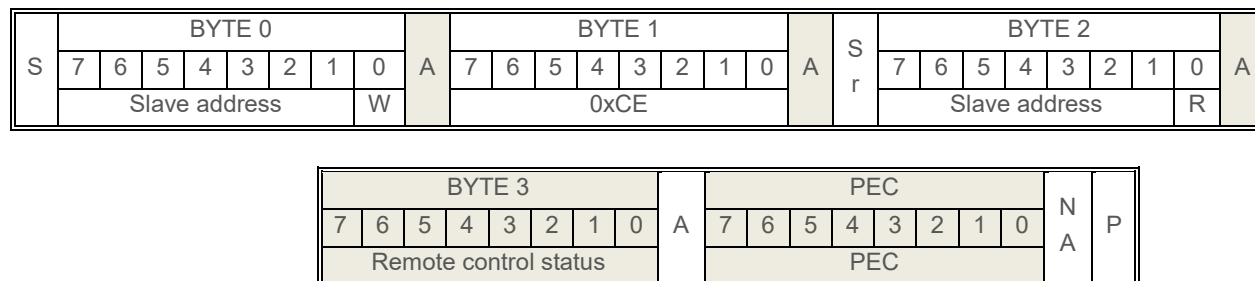 BYTE 0 BYTE 1 BYTE 2
S 7 6 5 4 3 2 1 0 A 7 6 5 4 3 2 1 0 A Sr 7 6 5 4 3 2 1 0 A
Slave address W 0xCE Slave address R
BYTE 3 PEC
7 6 5 4 3 2 1 0 A 7 6 5 4 3 2 1 0 NA P
Remote control status PEC